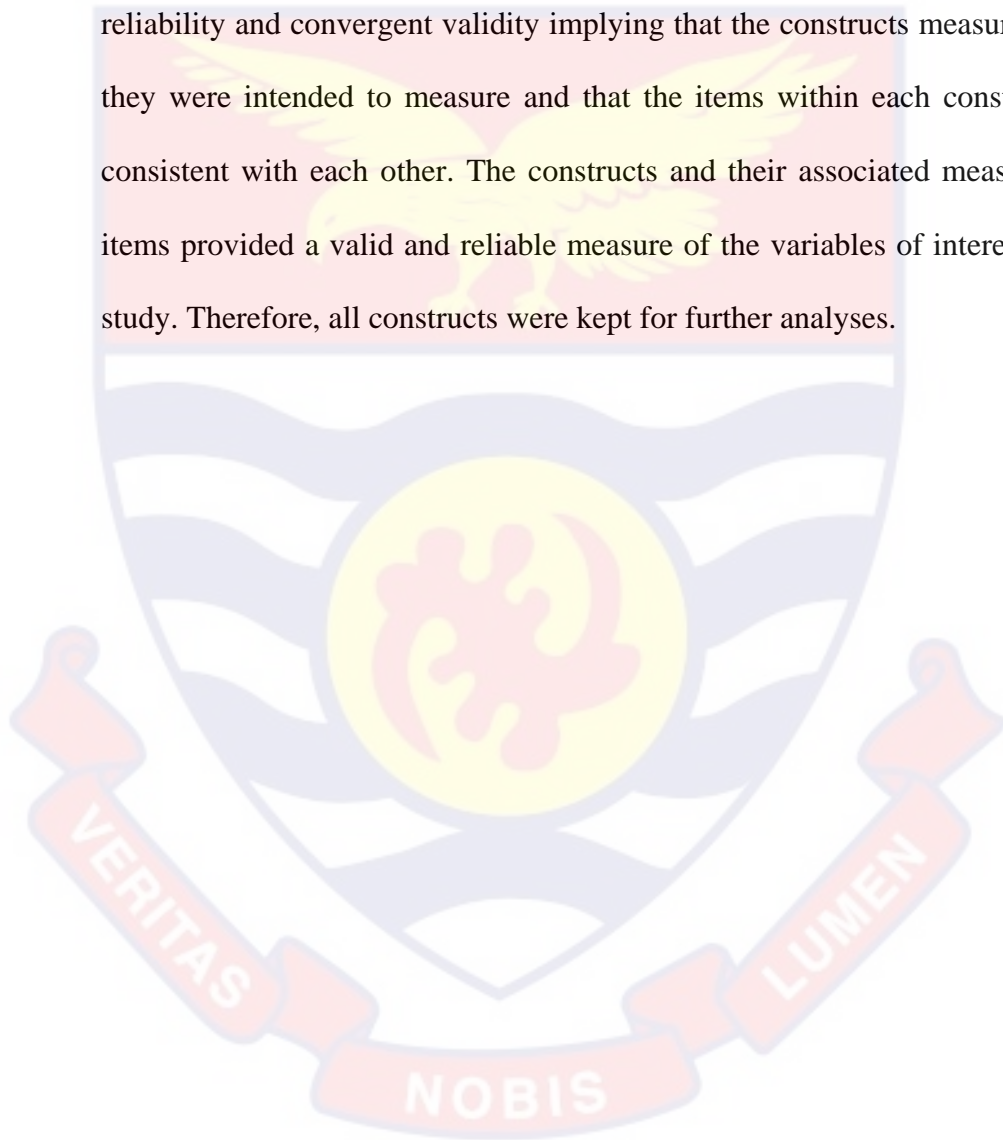 reliability and convergent validity implying that the constructs measur
they were intended to measure and that the items within each cons
consistent with each other. The constructs and their associated meas
items provided a valid and reliable measure of the variables of intere
study. Therefore, all constructs were kept for further analyses.
VERITAS
NOBIS
LUMEN